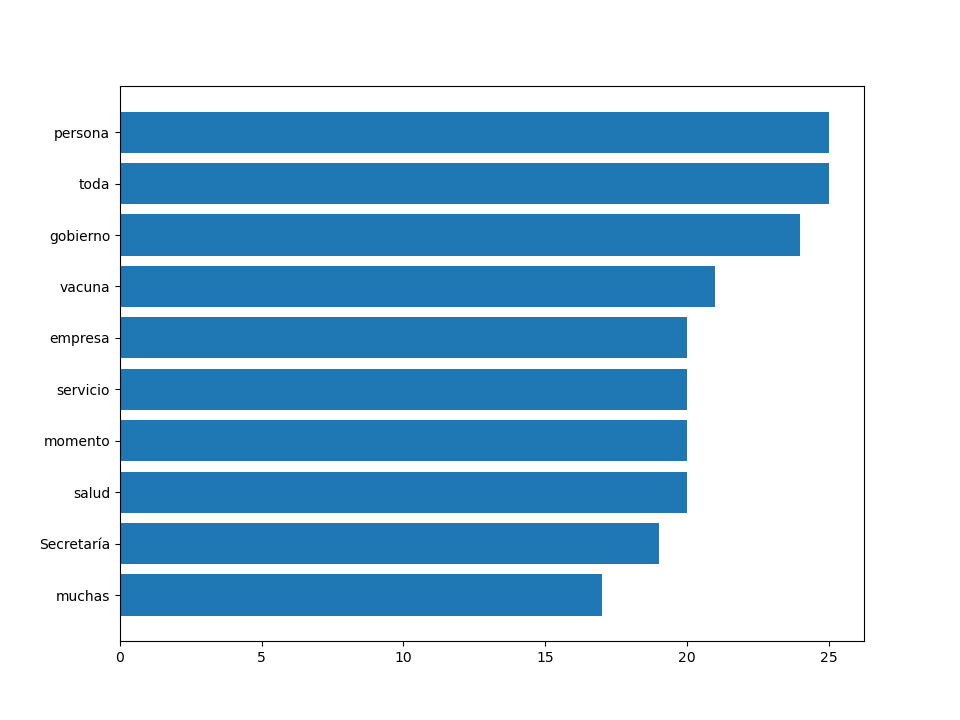 persona
toda
gobierno
vacuna
empresa
servicio
momento
salud
Secretaría
muchas
0 5 10 15 20 25